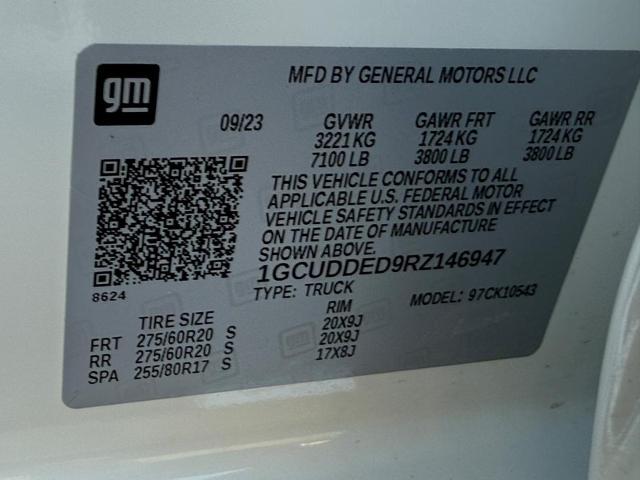 gm
MFD BY GENERAL MOTORS LLC
09/23 GVWR GAWR FRT GAWR RR
3221 KG 1724 KG 1724 KG
7100 LB 3800 LB 3800 LB
THIS VEHICLE CONFORMS TO ALL
APPLICABLE U.S. FEDERAL MOTOR
VEHICLE SAFETY STANDARDS IN EFFECT
ON THE DATE OF MANUFACTURE
SHOWN ABOVE.
1GCUDDED9RZ146947
8624
TYPE: TRUCK MODEL: 97CK10543
TIRE SIZE RIM
FRT 275/60R20 S 20X9J
RR 275/60R20 S 20X9J
SPA 255/80R17 S 17X8J